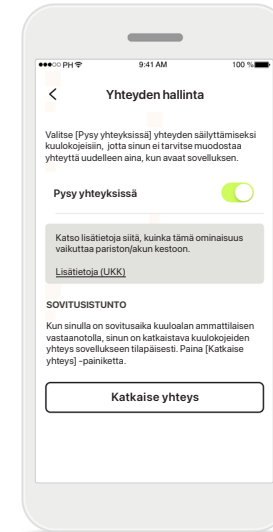 ●●●○○ PH 9:41 AM 100 %
Yhteyden hallinta
Valitse [Pysy yhteyksissä] yhteyden säilyttämiseksi
kuulokojeisiin, jotta sinun ei tarvitse muodostaa
yhteyttä uudelleen aina, kun avaat sovelluksen.
Pysy yhteyksissä
Katso lisätietoja siitä, kuinka tämä ominaisuus
vaikuttaa pariston/akun kestoon.
Lisätietoja (UKK)
SOVITUSISTUNTO
Kun sinulla on sovitusaika kuuloalan ammattilaisen
vastaanotolla, sinun on katkaistava kuulokojeiden
yhteys sovellukseen tilapäisesti. Paina [Katkaise
yhteys] -painiketta.
Katkaise yhteys